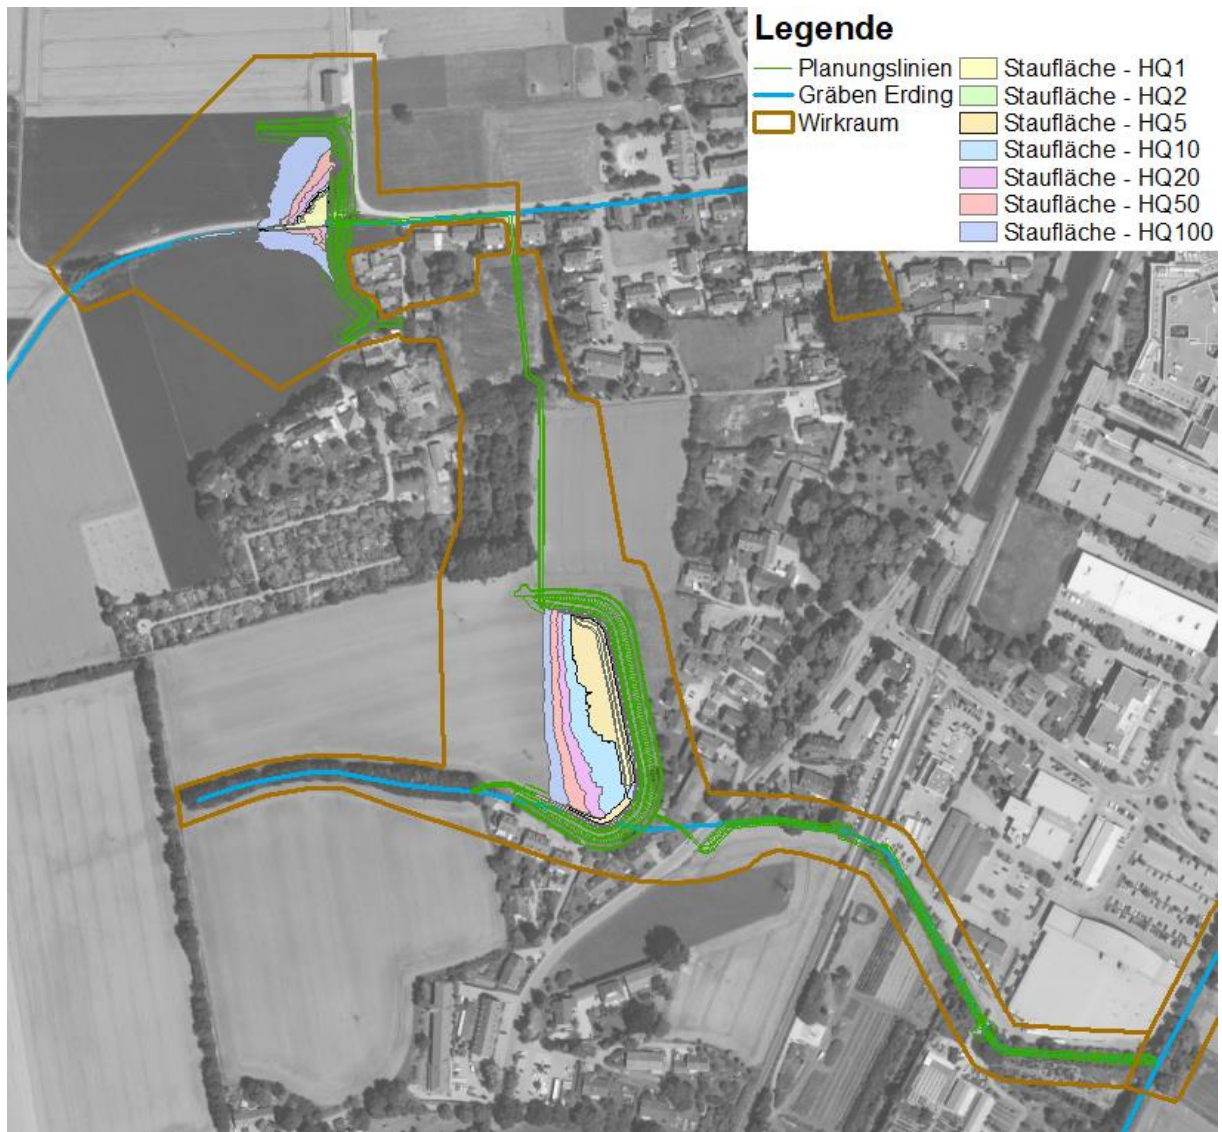 Legende
Planungslinien
Gräben Erding
Wirkraum
Staufläche - HQ1
Staufläche - HQ2
Staufläche - HQ5
Staufläche - HQ10
Staufläche - HQ20
Staufläche - HQ50
Staufläche - HQ100